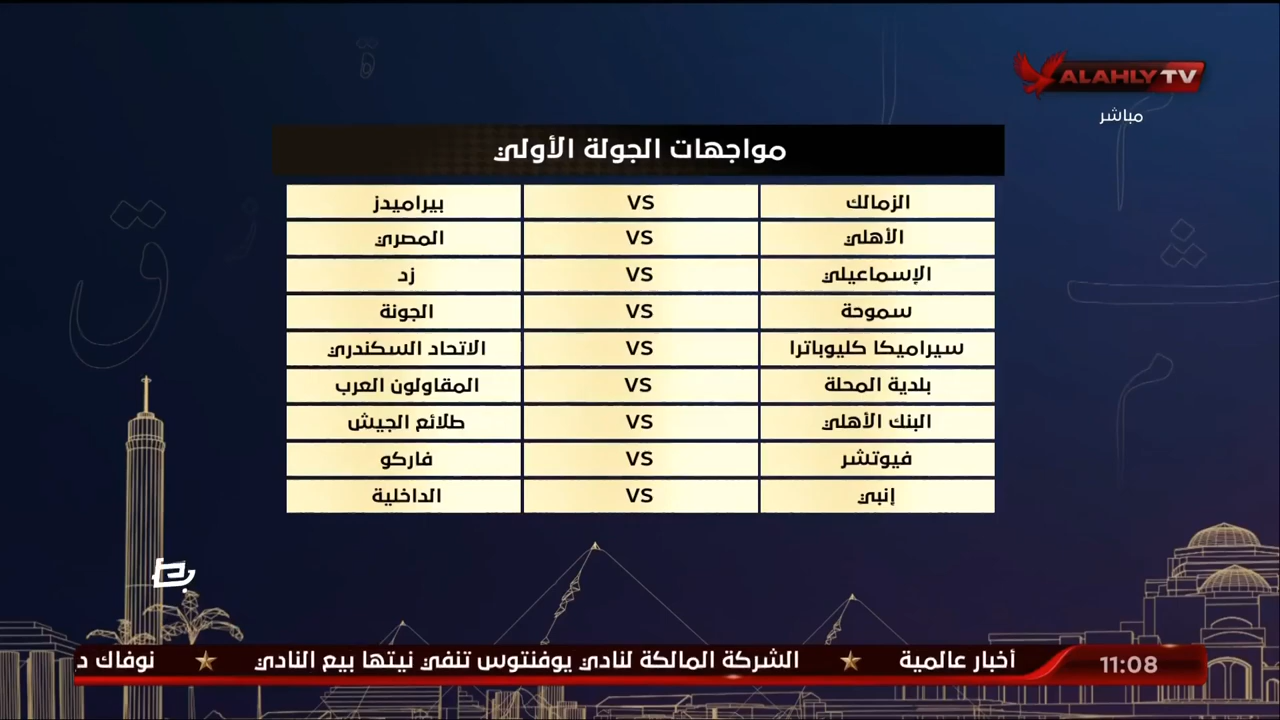 ALAHLY TV
مباشر
مواجهات الجولة الأولي
الزمالك VS بيراميدز
الأهلي VS المصري
الإسماعيلي VS زد
سموحة VS الجونة
سيراميكا كليوباترا VS الاتحاد السكندري
بلدية المحلة VS المقاولون العرب
البنك الأهلي VS طلائع الجيش
فيوتشر VS فاركو
إنبي VS الداخلية
11:08 أخبار عالمية ★ الشركة المالكة لنادي يوفنتوس تنفي نيتها بيع النادي ★ نوفاك د